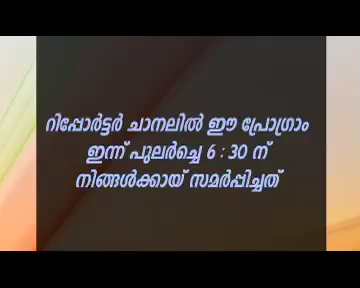 റിപ്പോർട്ടർ ചാനലിൽ ഈ പ്രോഗ്രാം
ഇന്ന് പുലർച്ചെ 6 : 30 ന്
നിങ്ങൾക്കായ് സമർപ്പിച്ചത്